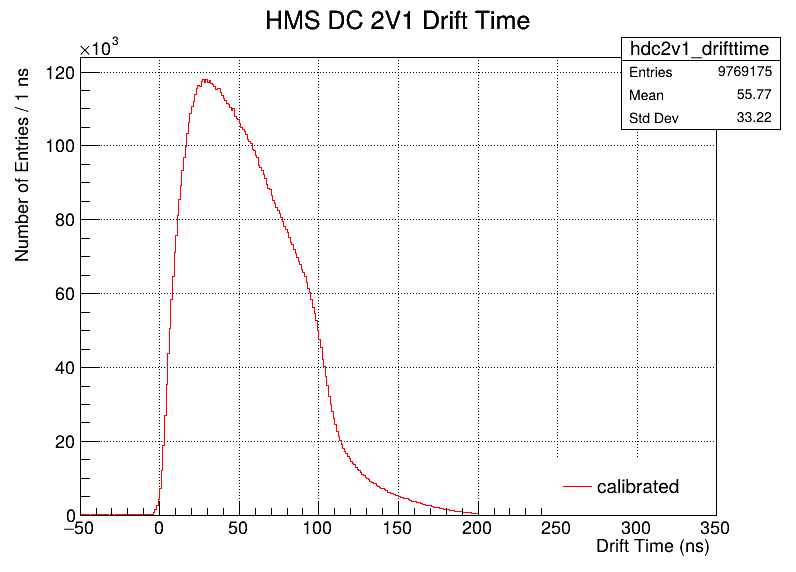 HMS DC 2V1 Drift Time
×10³
hdc2v1_drifttime
Entries 9769175
Mean 55.77
Std Dev 33.22
Number of Entries / 1 ns
120
100
80
60
40
20
0
−50 0 50 100 150 200 250 300 350
calibrated
Drift Time (ns)